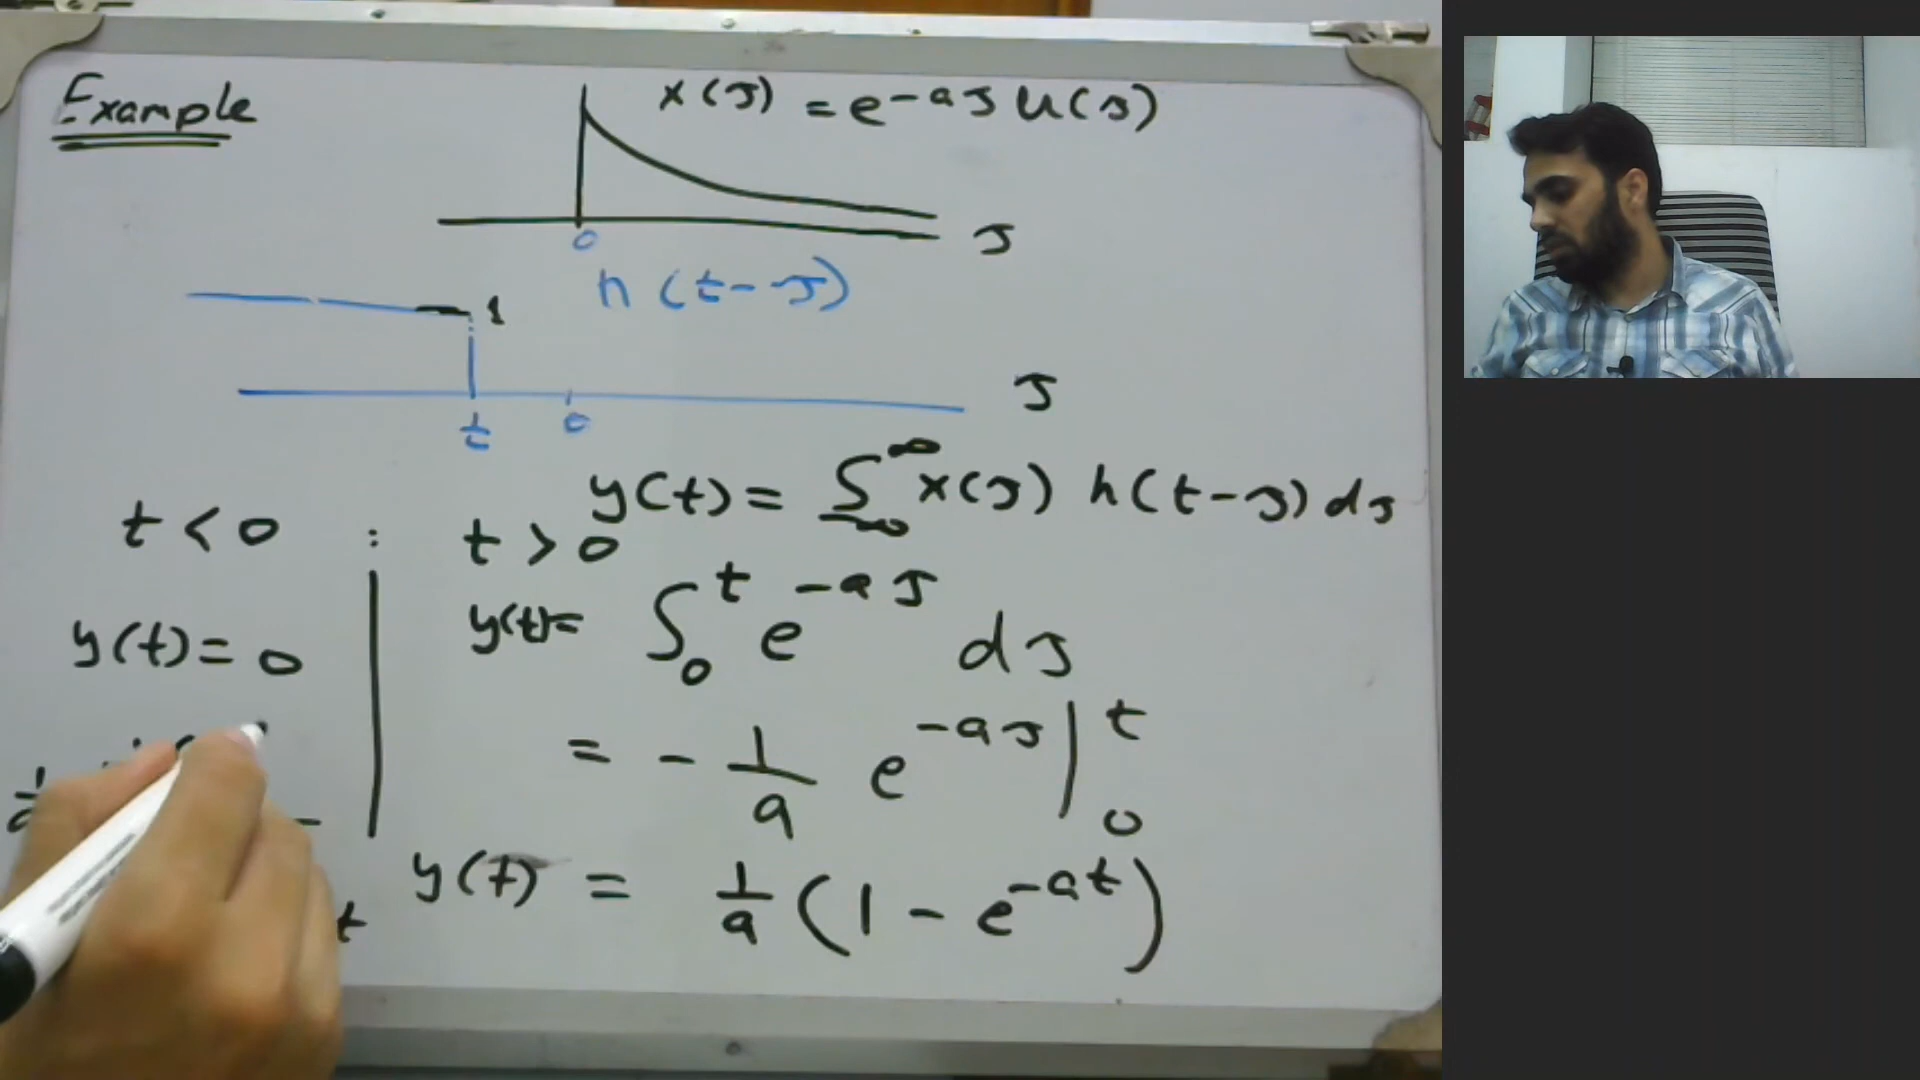 Example
x(τ) = e^-aτ u(τ)
0
τ
h(t-τ)
1
τ
t
0
y(t) = ∫_-∞^∞ x(τ) h(t-τ) dτ
t < 0 : t > 0
y(t) = 0
y(t) = ∫_0^t e^-aτ dτ
= - 1/a e^-aτ |_0^t
y(t) = 1/a (1 - e^-at)
t